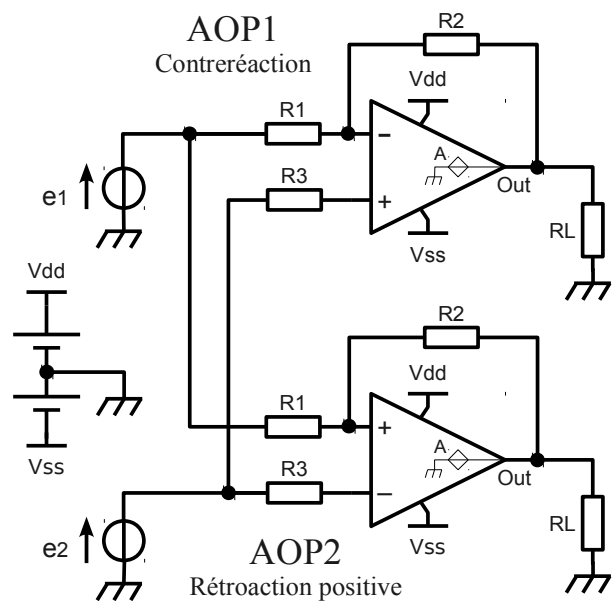 AOP1
Contreréaction
R2
Vdd
R1
A
R3
Out
Vss
RL
e1
Vdd
Vss
R2
Vdd
R1
A
R3
Out
Vss
RL
e2
AOP2
Rétroaction positive